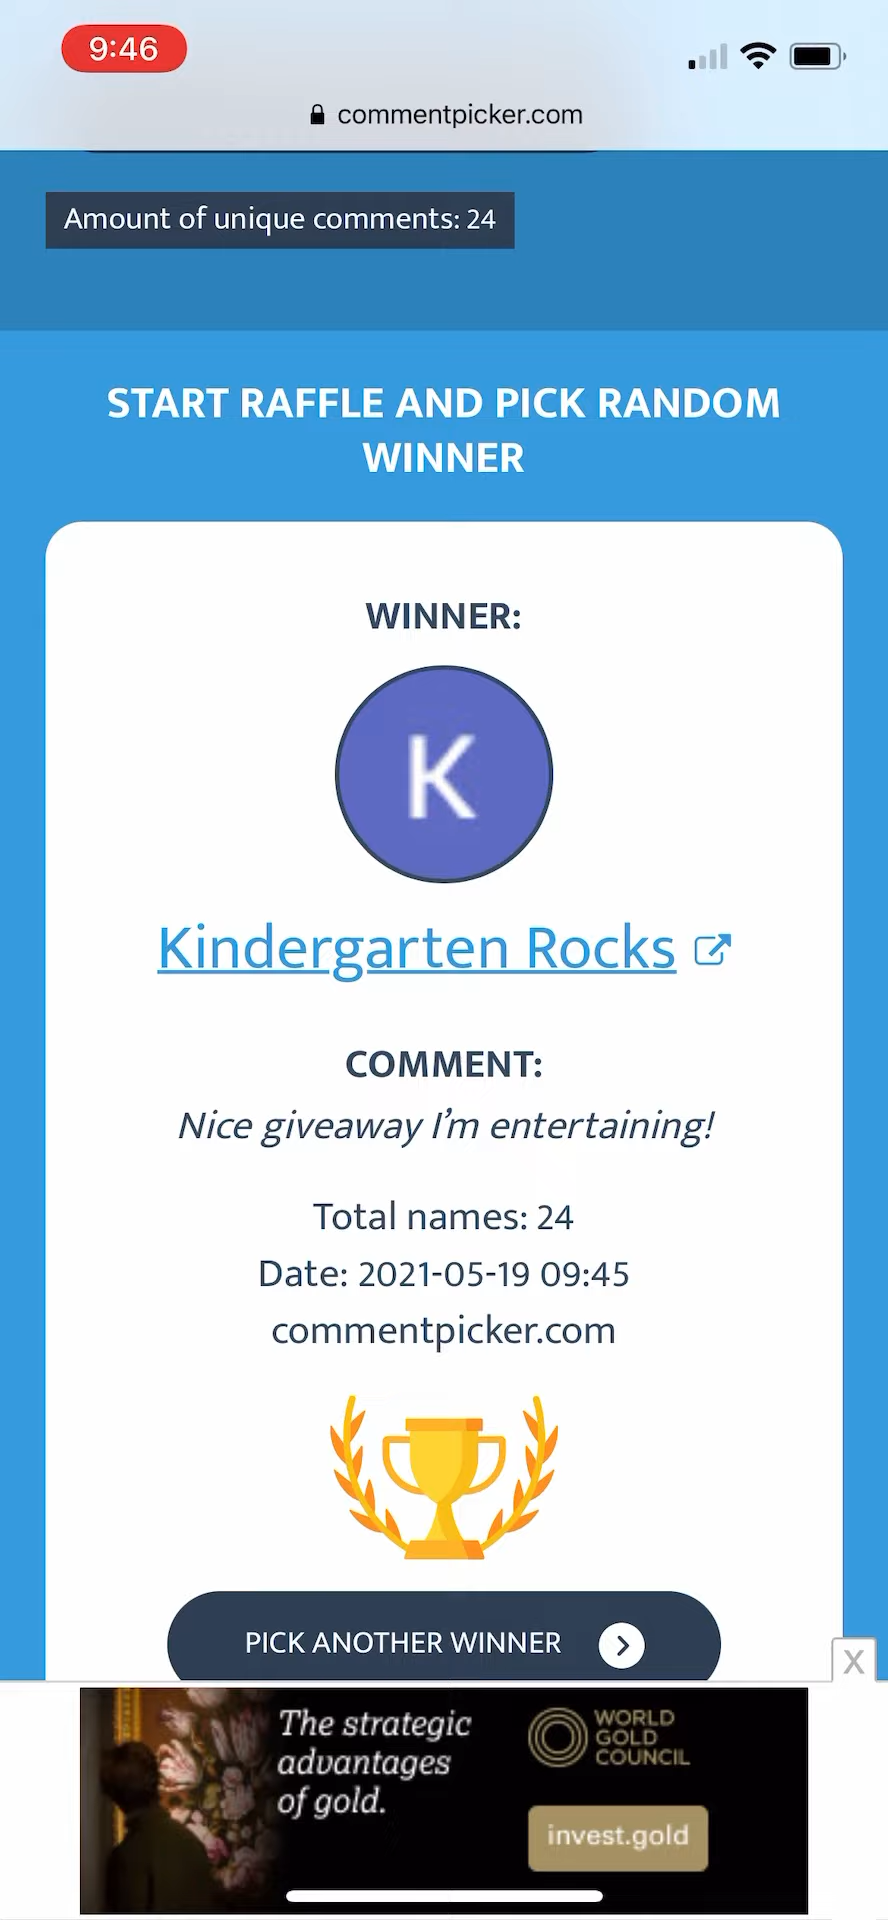 9:46
commentpicker.com
Amount of unique comments: 24
START RAFFLE AND PICK RANDOM
WINNER
WINNER:
K
Kindergarten Rocks
COMMENT:
Nice giveaway I'm entertaining!
Total names: 24
Date: 2021-05-19 09:45
commentpicker.com
PICK ANOTHER WINNER
X
The strategic
advantages
of gold.
WORLD
GOLD
COUNCIL
invest.gold